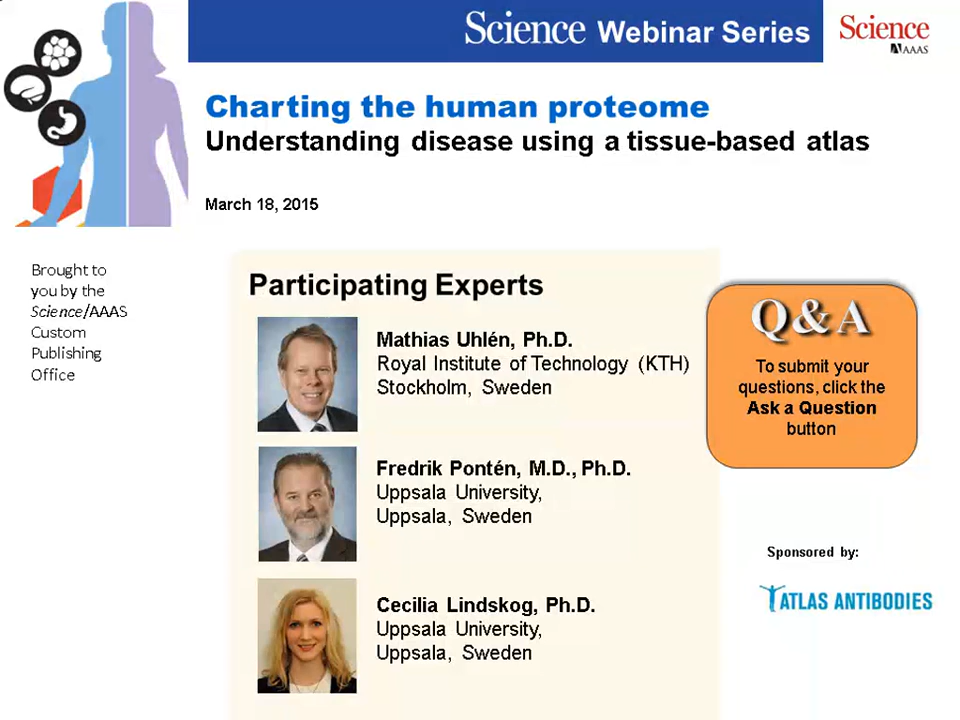 Science Webinar Series
Science
AAAS
Charting the human proteome
Understanding disease using a tissue-based atlas
March 18, 2015
Brought to
you by the
Science/AAAS
Custom
Publishing
Office
Participating Experts
Mathias Uhlén, Ph.D.
Royal Institute of Technology (KTH)
Stockholm, Sweden
Fredrik Pontén, M.D., Ph.D.
Uppsala University,
Uppsala, Sweden
Cecilia Lindskog, Ph.D.
Uppsala University,
Uppsala, Sweden
Q&A
To submit your
questions, click the
Ask a Question
button
Sponsored by:
ATLAS ANTIBODIES